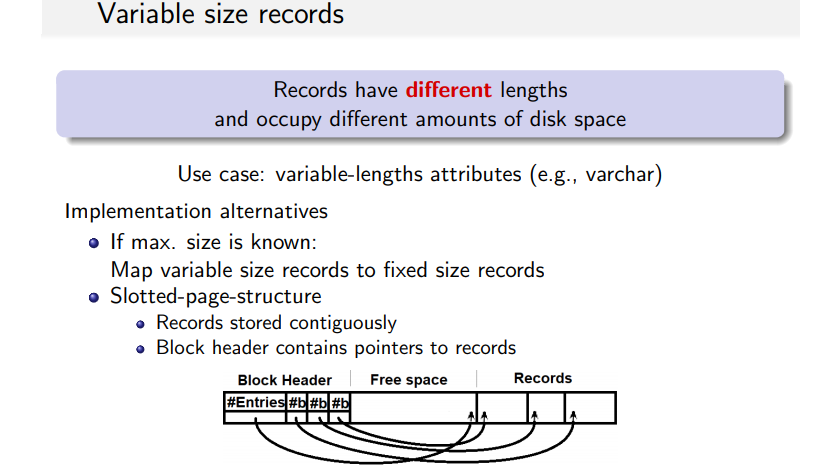 Variable size records
Records have different lengths
and occupy different amounts of disk space
Use case: variable-lengths attributes (e.g., varchar)
Implementation alternatives
If max. size is known:
Map variable size records to fixed size records
Slotted-page-structure
Records stored contiguously
Block header contains pointers to records
Block Header Free space Records
#Entries #b #b #b